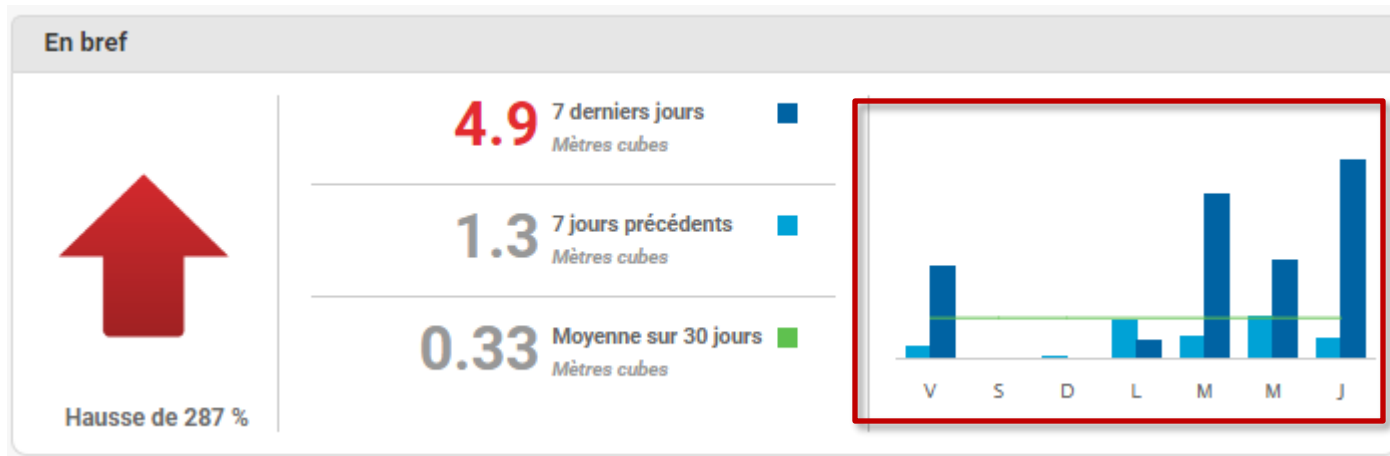 En bref
Hausse de 287 %
4.9 7 derniers jours
Mètres cubes
1.3 7 jours précédents
Mètres cubes
0.33 Moyenne sur 30 jours
Mètres cubes
V S D L M M J